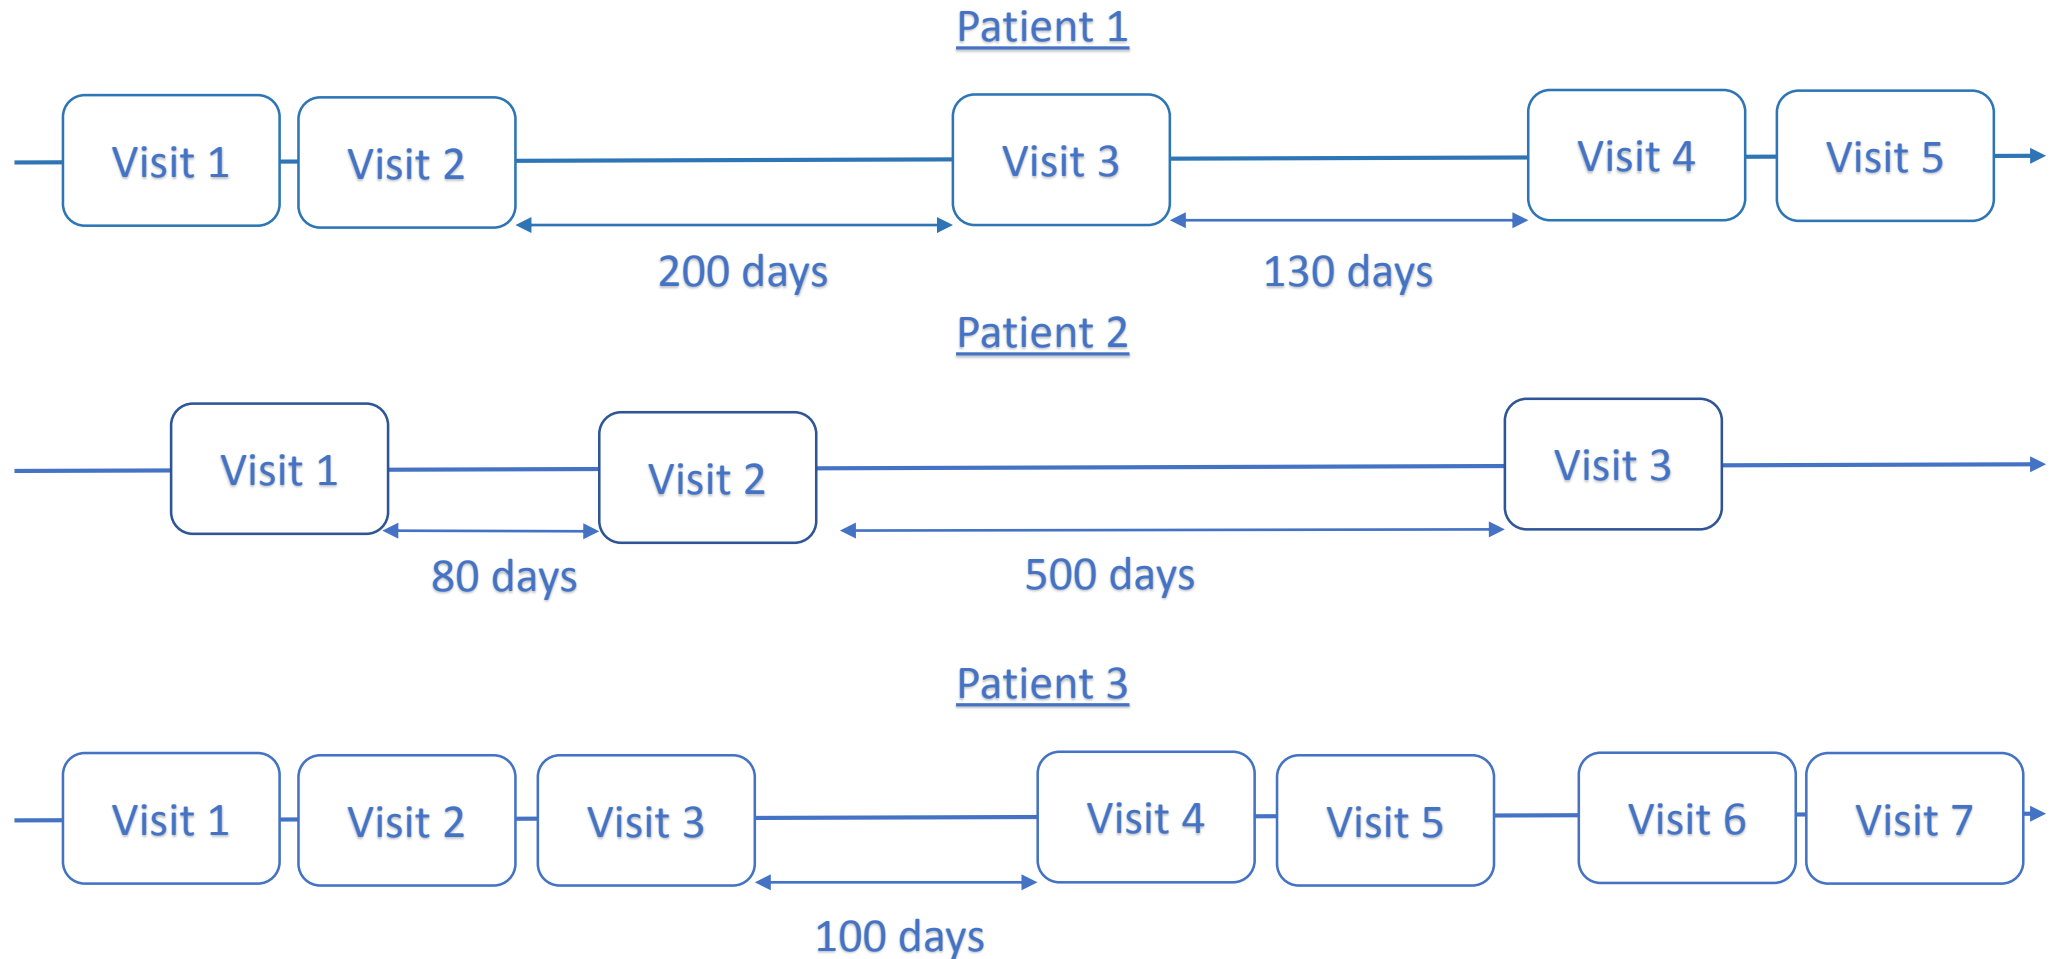 Patient 1
Visit 1 Visit 2 Visit 3 Visit 4 Visit 5
200 days 130 days
Patient 2
Visit 1 Visit 2 Visit 3
80 days 500 days
Patient 3
Visit 1 Visit 2 Visit 3 Visit 4 Visit 5 Visit 6 Visit 7
100 days